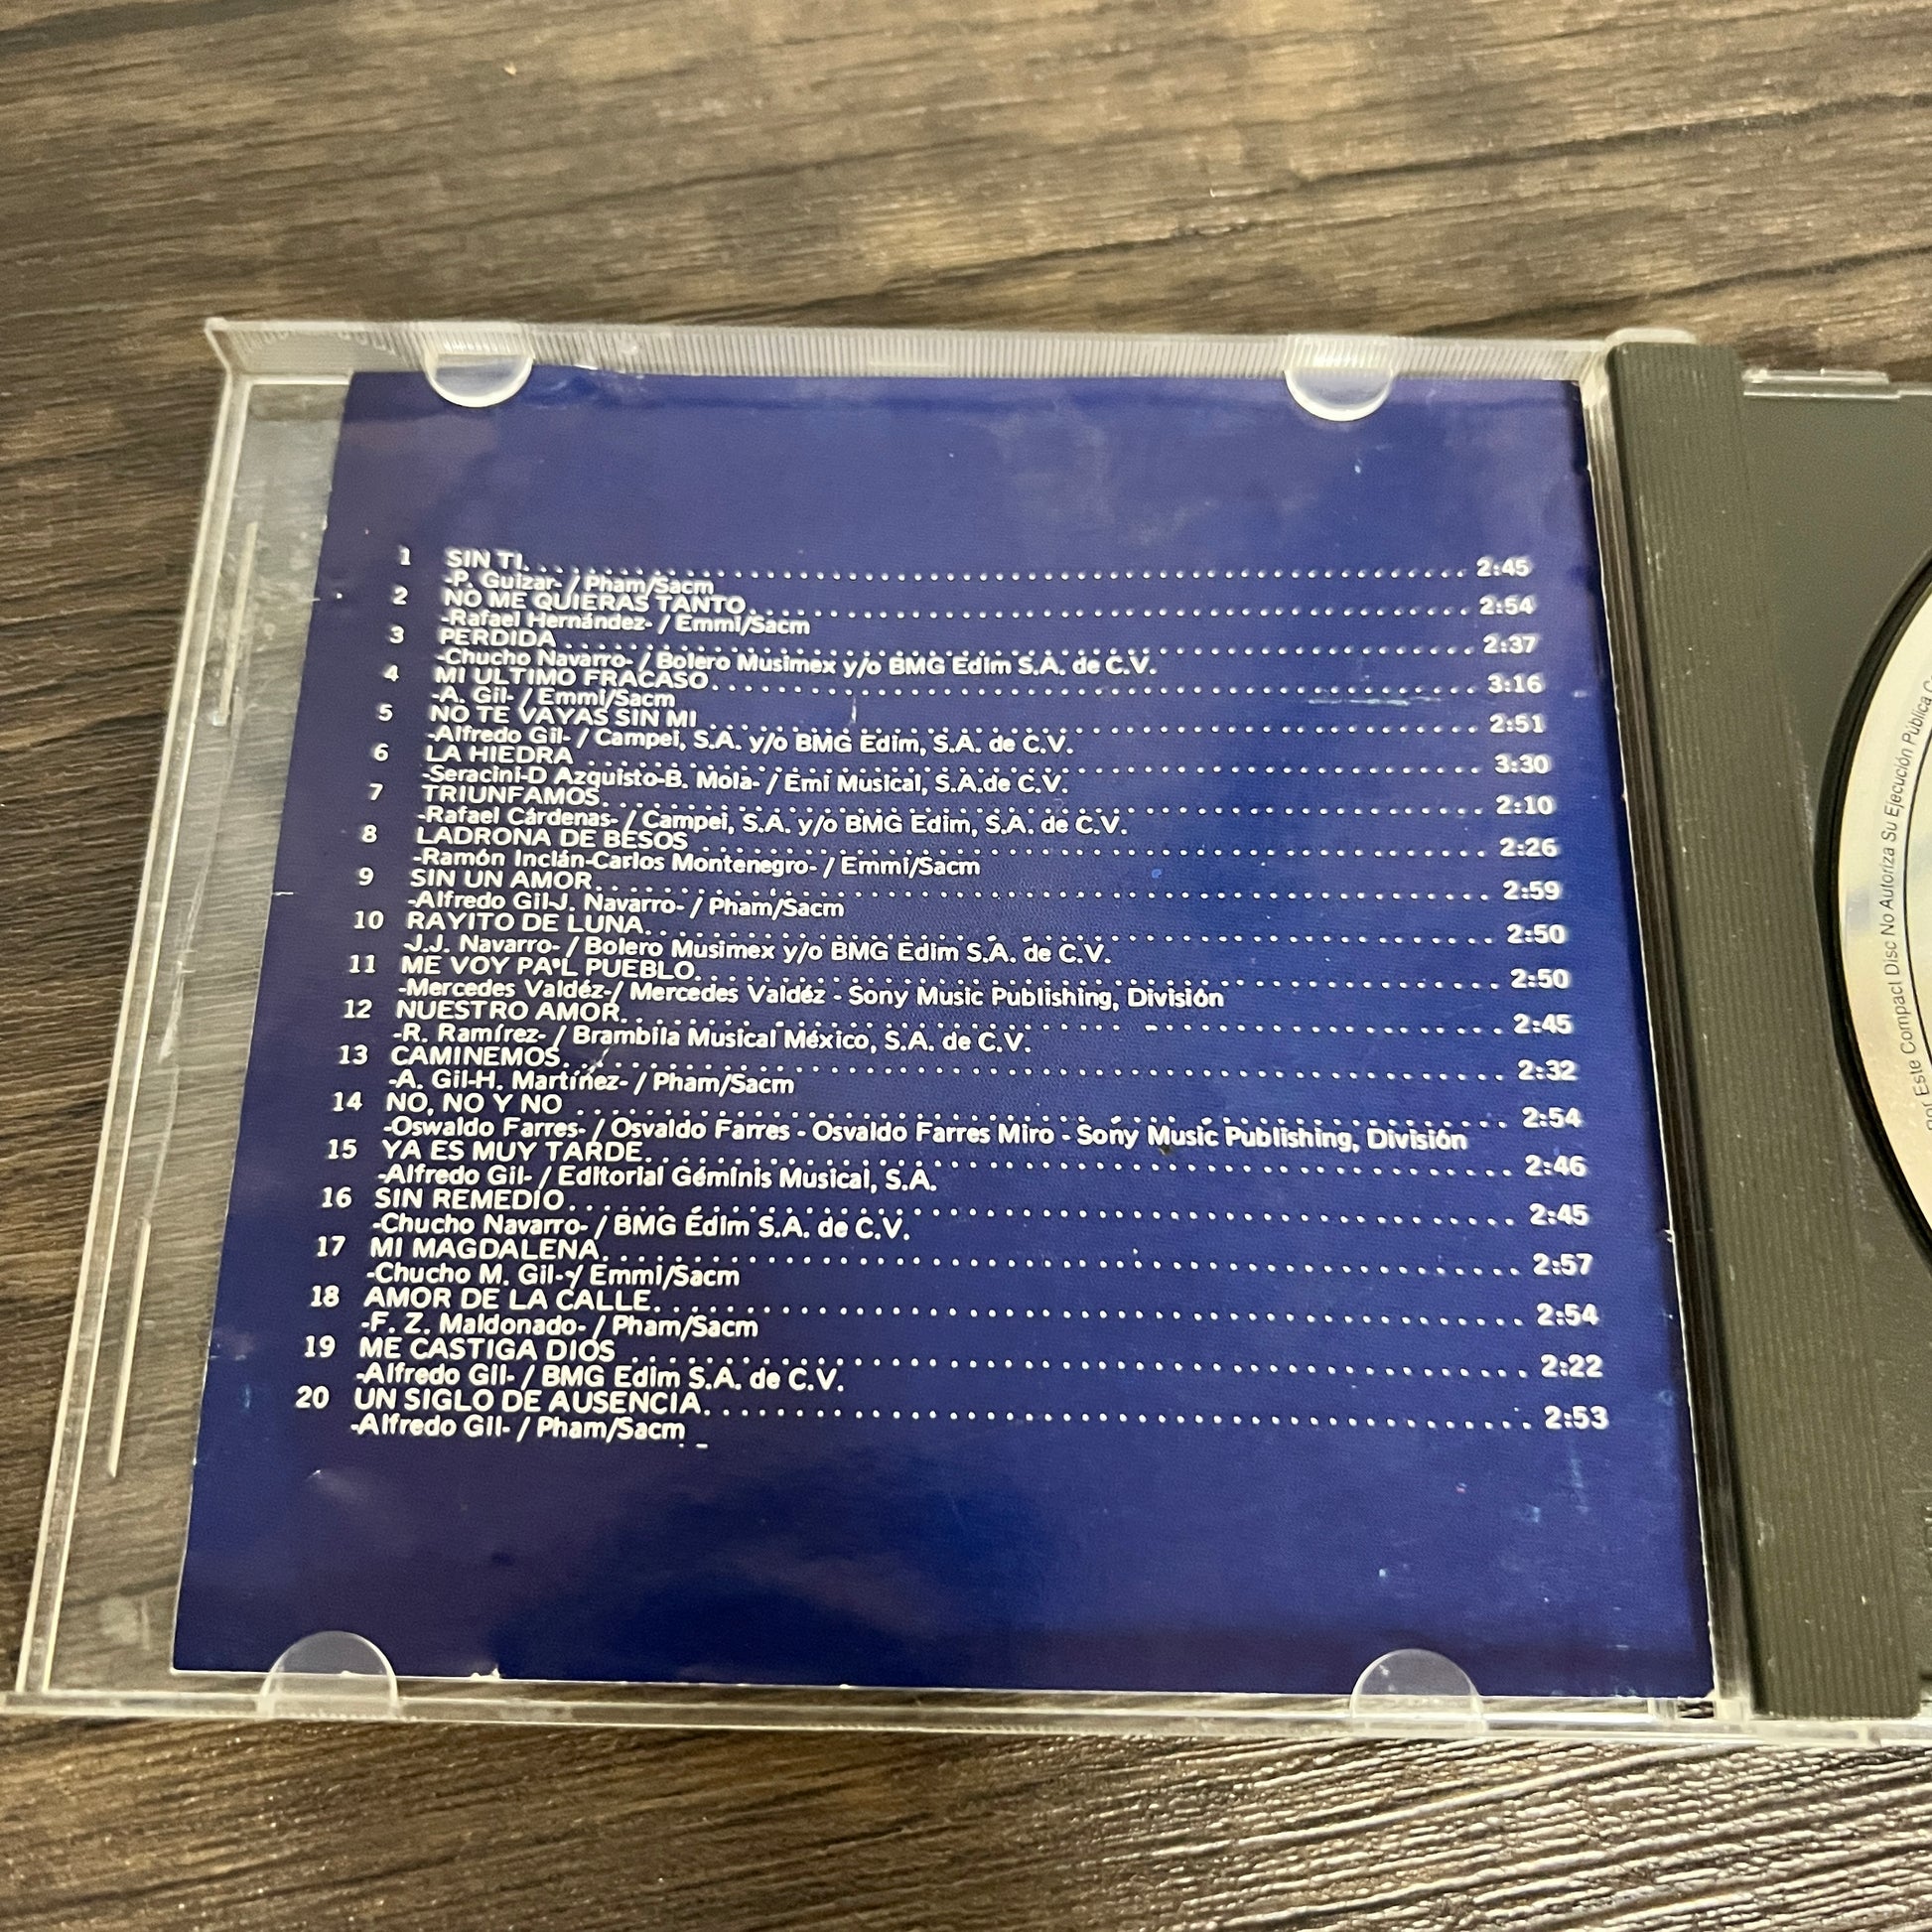 1 SIN TI 2:45
-P. Guizar- / Pham/Sacm
2 NO ME QUIERAS TANTO 2:54
-Rafael Hernández- / Emmi/Sacm
3 PERDIDA 2:37
-Chucho Navarro- / Bolero Musimex y/o BMG Edim S.A. de C.V.
4 MI ULTIMO FRACASO 3:16
-A. Gil- / Emmi/Sacm
5 NO TE VAYAS SIN MI 2:51
-Alfredo Gil- / Campei, S.A. y/o BMG Edim, S.A. de C.V.
6 LA HIEDRA 3:30
-Seracini-D Azguisto-B. Mola- / Emi Musical, S.A.de C.V.
7 TRIUNFAMOS 2:10
-Rafael Cárdenas- / Campei, S.A. y/o BMG Edim, S.A. de C.V.
8 LADRONA DE BESOS 2:26
-Ramón Inclán-Carlos Montenegro- / Emmi/Sacm
9 SIN UN AMOR 2:59
-Alfredo Gil-J. Navarro- / Pham/Sacm
10 RAYITO DE LUNA 2:50
-J.J. Navarro- / Bolero Musimex y/o BMG Edim S.A. de C.V.
11 ME VOY PA'L PUEBLO 2:50
-Mercedes Valdéz-/ Mercedes Valdéz - Sony Music Publishing, División
12 NUESTRO AMOR 2:45
-R. Ramírez- / Brambila Musical México, S.A. de C.V.
13 CAMINEMOS 2:32
-A. Gil-H. Martínez- / Pham/Sacm
14 NO, NO Y NO 2:54
-Oswaldo Farres- / Osvaldo Farres - Osvaldo Farres Miro - Sony Music Publishing, División
15 YA ES MUY TARDE 2:46
-Alfredo Gil- / Editorial Géminis Musical, S.A.
16 SIN REMEDIO 2:45
-Chucho Navarro- / BMG Edim S.A. de C.V.
17 MI MAGDALENA 2:57
-Chucho M. Gil- / Emmi/Sacm
18 AMOR DE LA CALLE 2:54
-F. Z. Maldonado- / Pham/Sacm
19 ME CASTIGA DIOS 2:22
-Alfredo Gil- / BMG Edim S.A. de C.V.
20 UN SIGLO DE AUSENCIA 2:53
-Alfredo Gil- / Pham/Sacm
Este Compact Disc No Autoriza Su Ejecución Pública